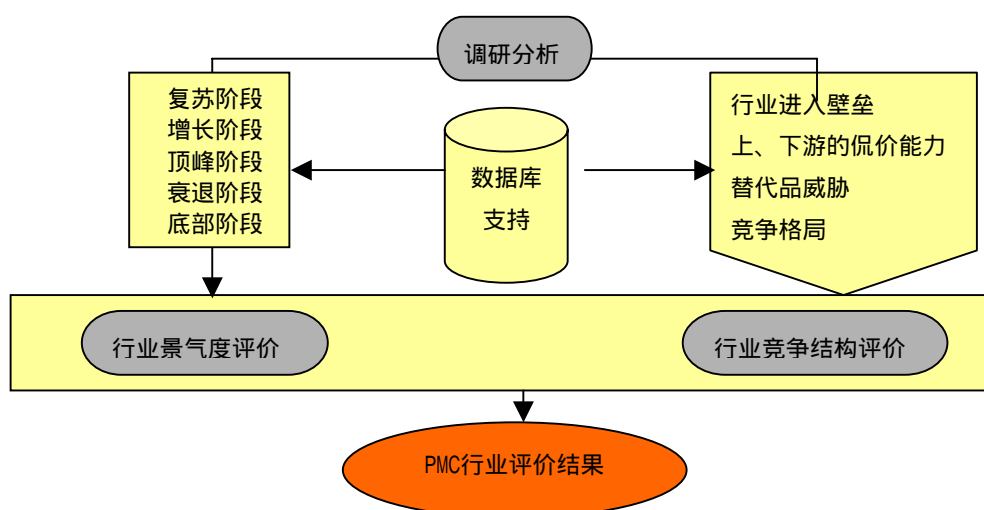 调研分析
复苏阶段
增长阶段
顶峰阶段
衰退阶段
底部阶段
数据库
支持
行业进入壁垒
上、下游的侃价能力
替代品威胁
竞争格局
行业景气度评价
行业竞争结构评价
PMC行业评价结果